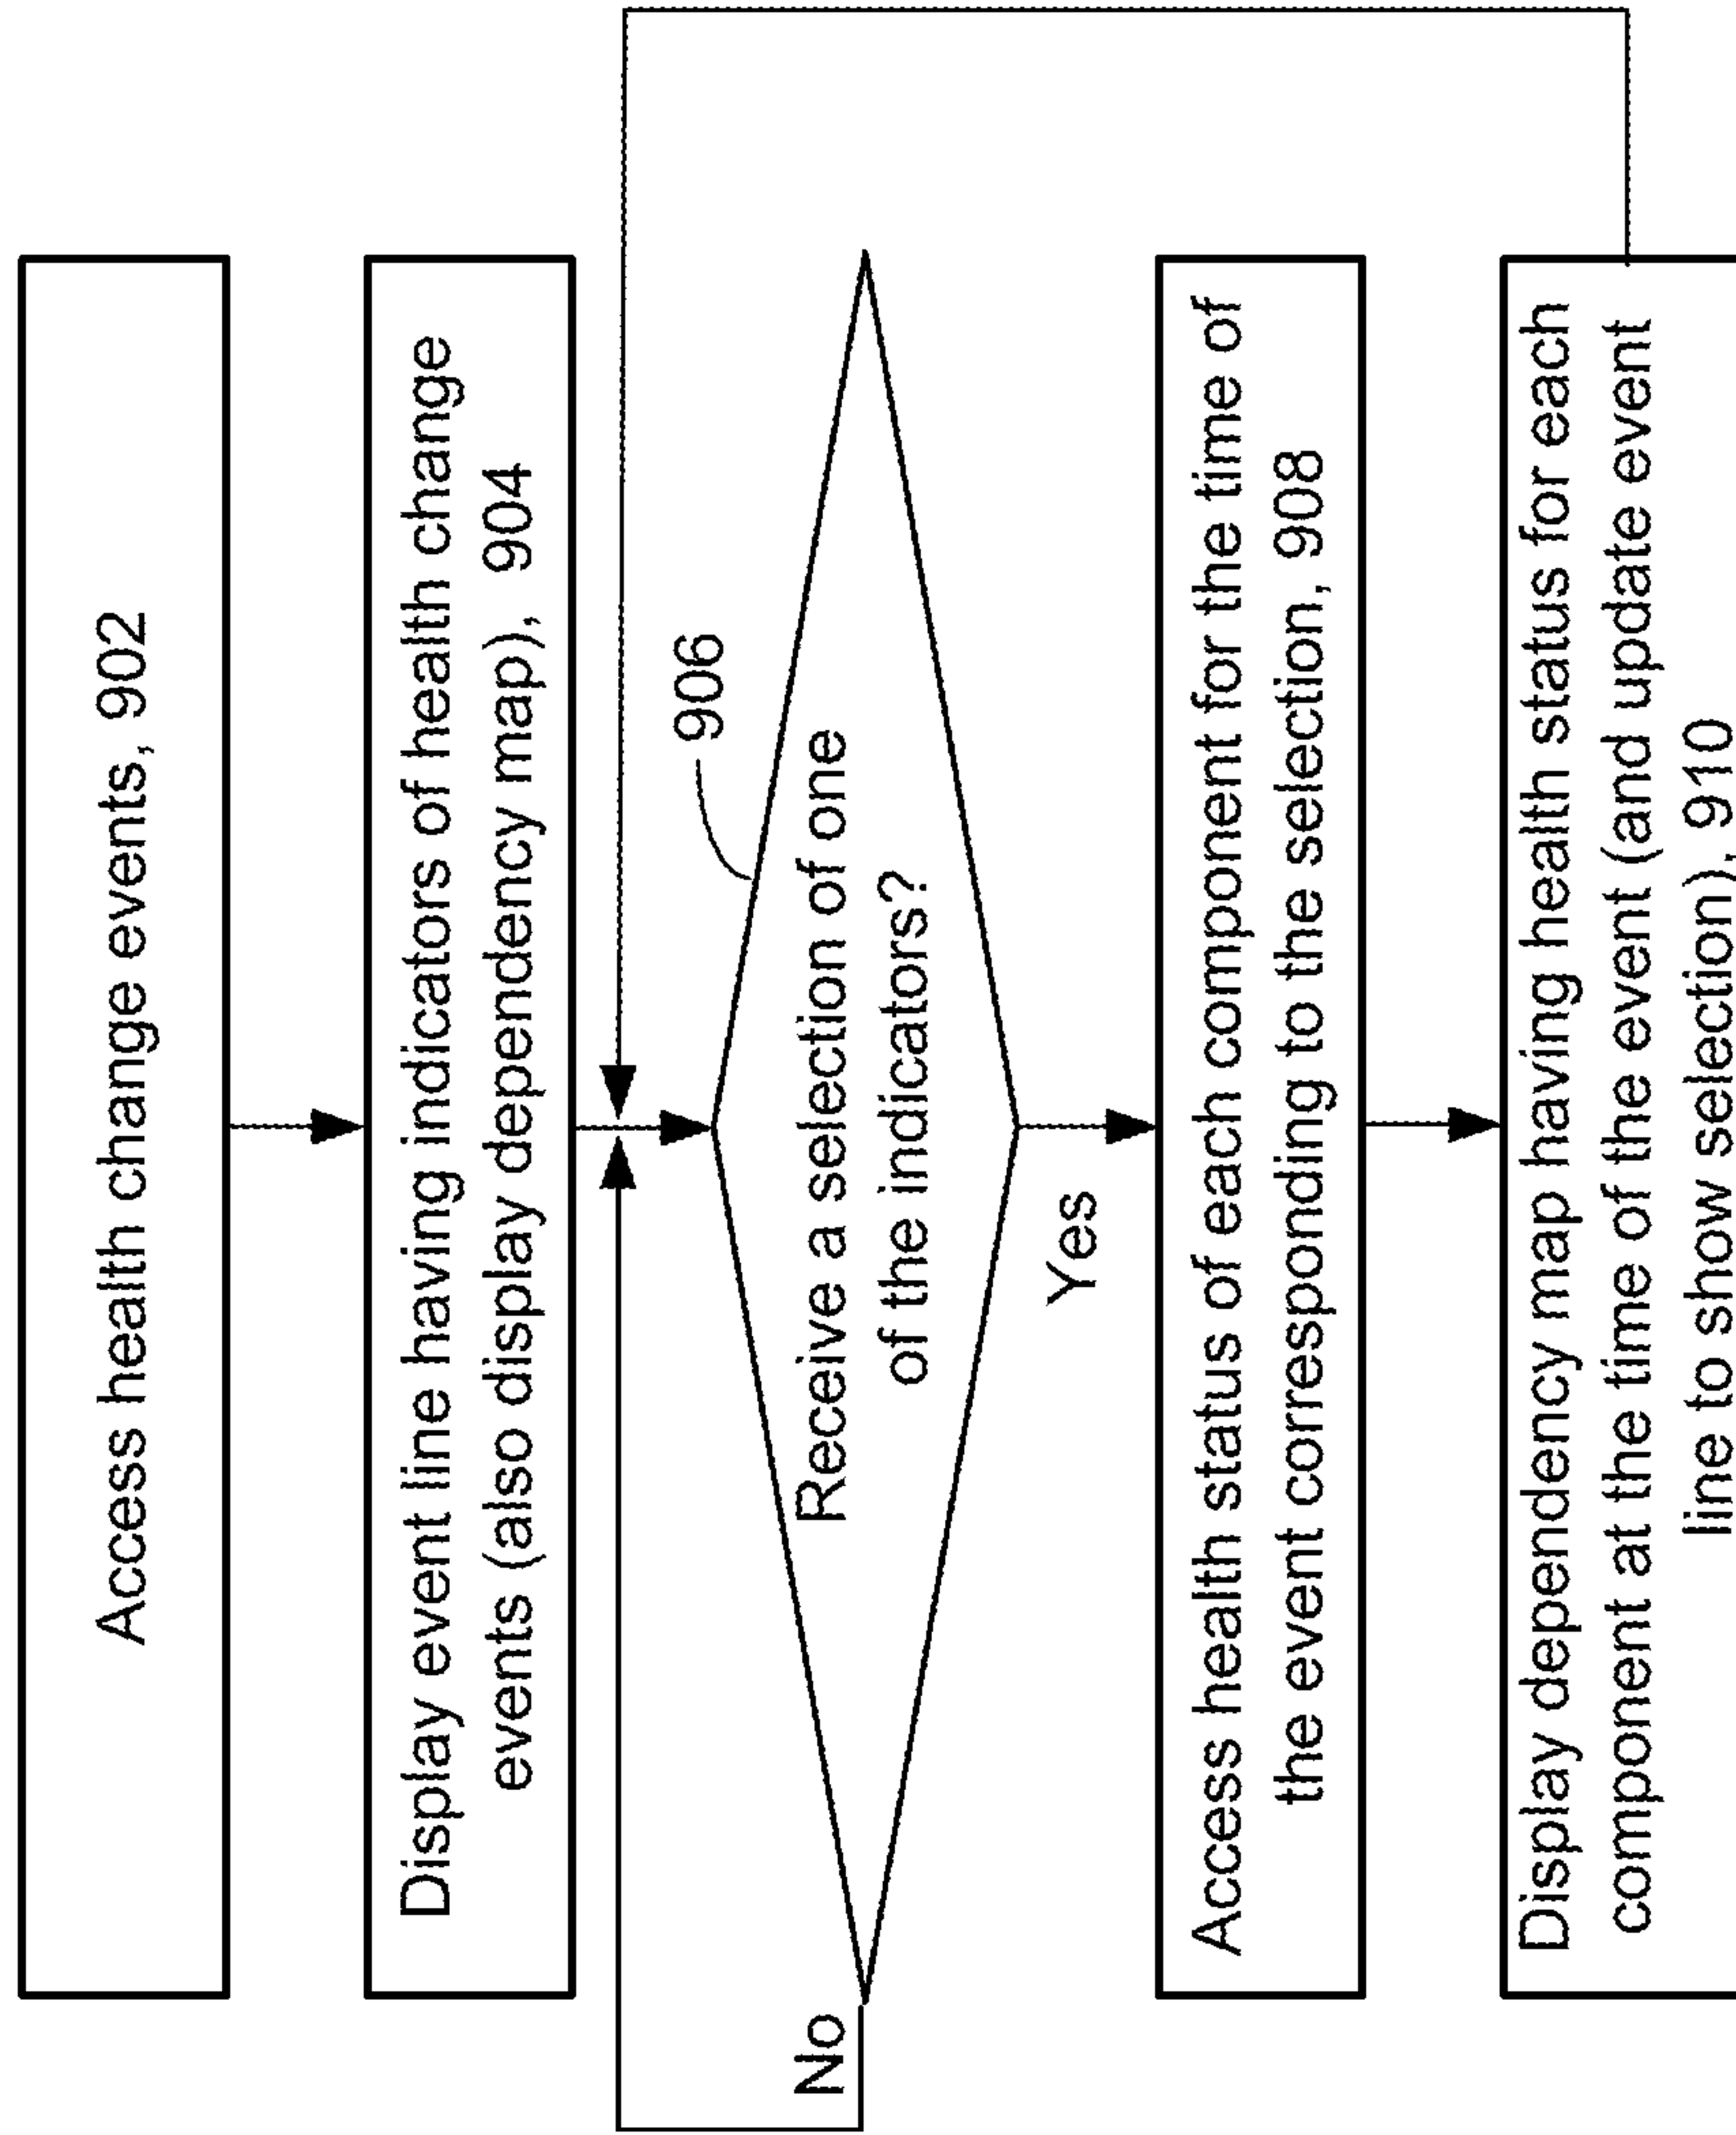 Access health change events, 902
Display event line having indicators of health change
events (also display dependency map), 904
906
Receive a selection of one
of the indicators?
No
Yes
Access health status of each component for the time of
the event corresponding to the selection, 908
Display dependency map having health status for each
component at the time of the event (and update event
line to show selection), 910